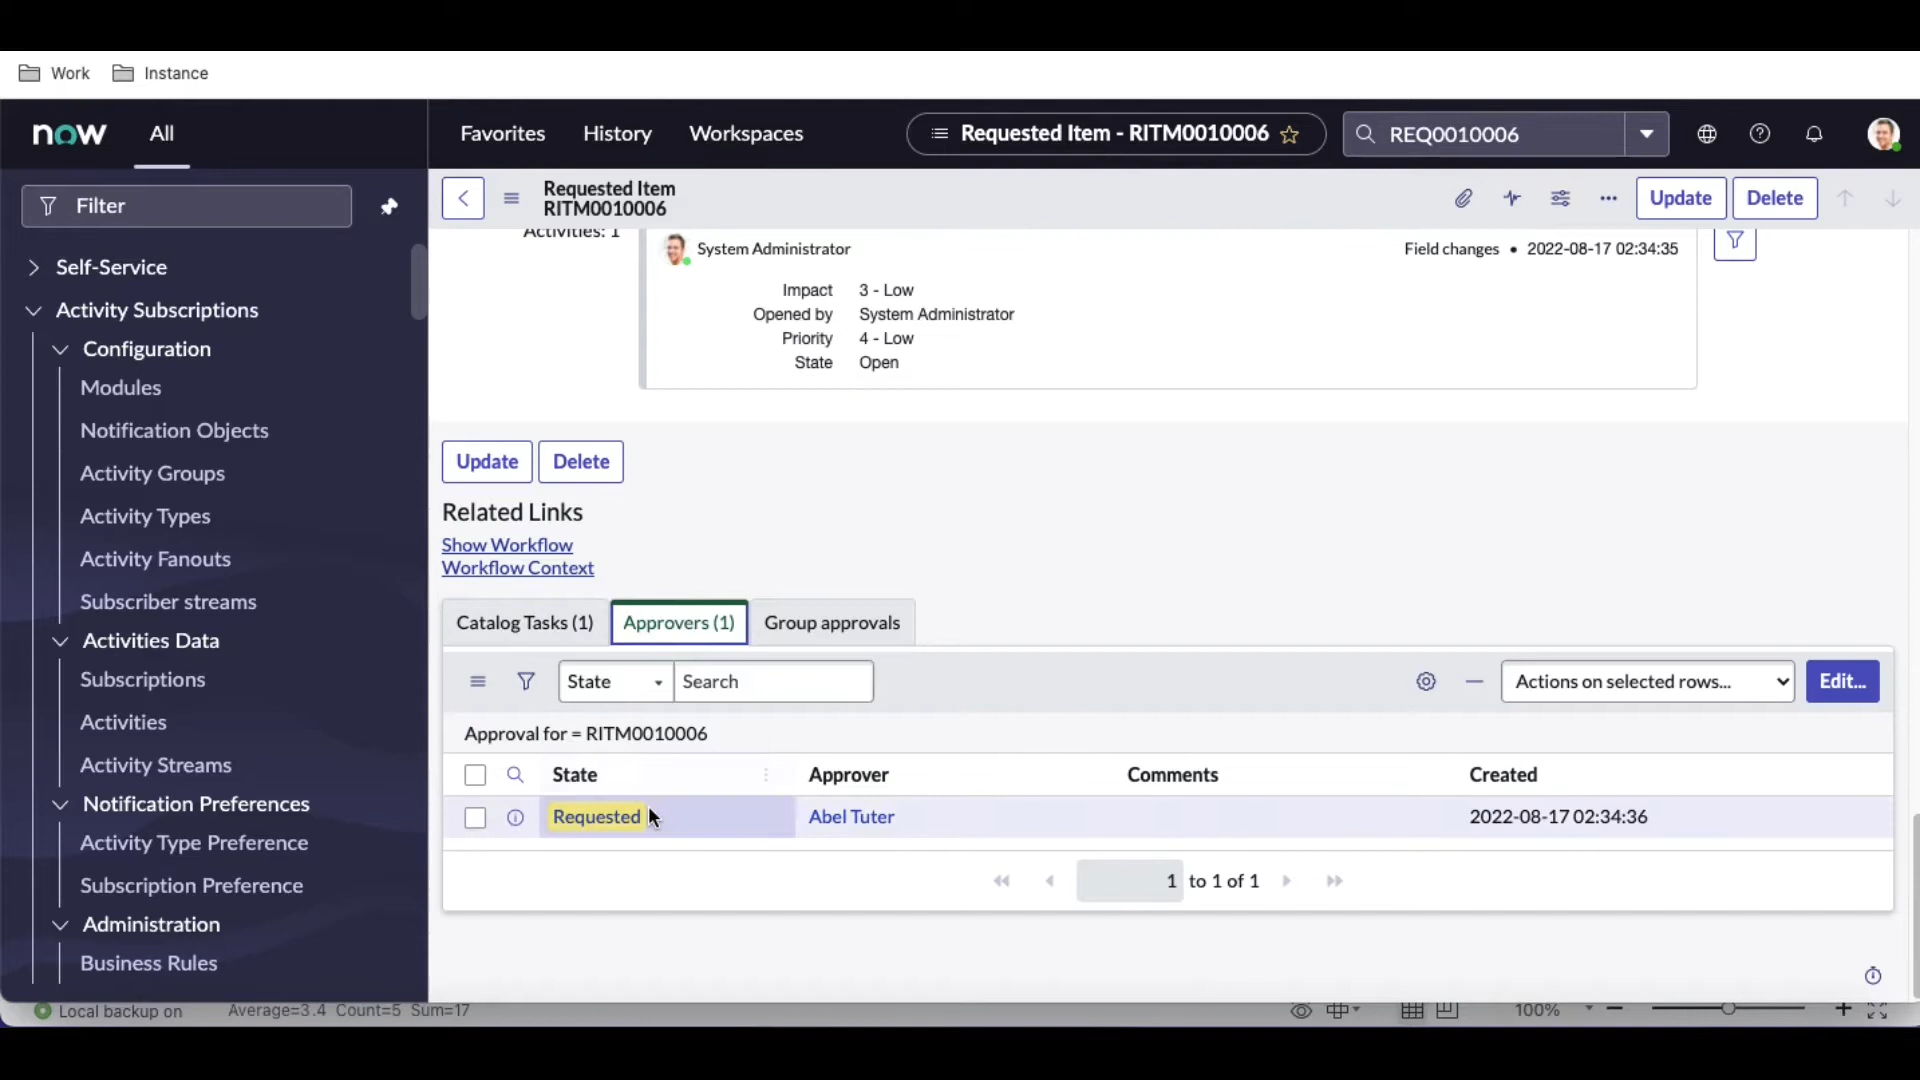 Work Instance
now All Favorites History Workspaces Requested Item - RITM0010006 REQ0010006
Filter
Self-Service
Activity Subscriptions
Configuration
Modules
Notification Objects
Activity Groups
Activity Types
Activity Fanouts
Subscriber streams
Activities Data
Subscriptions
Activities
Activity Streams
Notification Preferences
Activity Type Preference
Subscription Preference
Administration
Business Rules
Requested Item
RITM0010006
Update Delete
Activities: 1
System Administrator Field changes • 2022-08-17 02:34:35
Impact 3 - Low
Opened by System Administrator
Priority 4 - Low
State Open
Update Delete
Related Links
Show Workflow
Workflow Context
Catalog Tasks (1) Approvers (1) Group approvals
State Search Actions on selected rows... Edit...
Approval for = RITM0010006
State Approver Comments Created
Requested Abel Tuter 2022-08-17 02:34:36
1 to 1 of 1
Local backup on Average=3.4 Count=5 Sum=17 100%